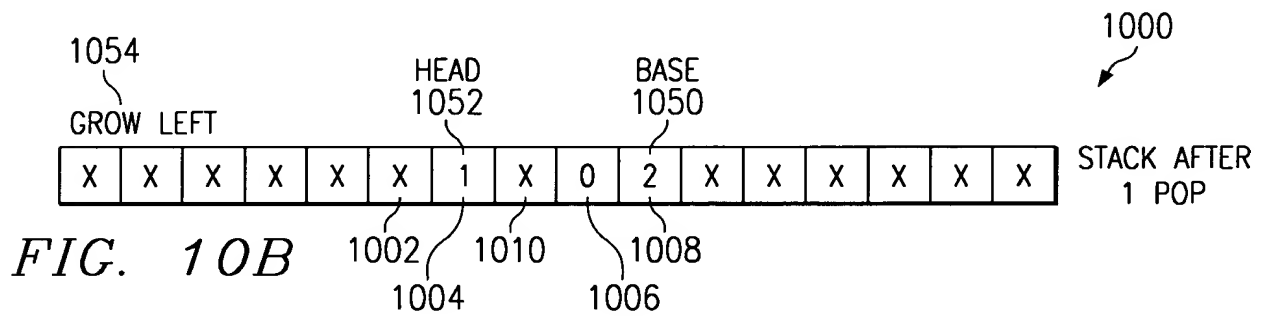 1000
1054
HEAD
1052
BASE
1050
GROW LEFT
X X X X X X 1 X 0 2 X X X X X X
STACK AFTER
1 POP
1002
1010
1008
1004
1006
FIG. 10B